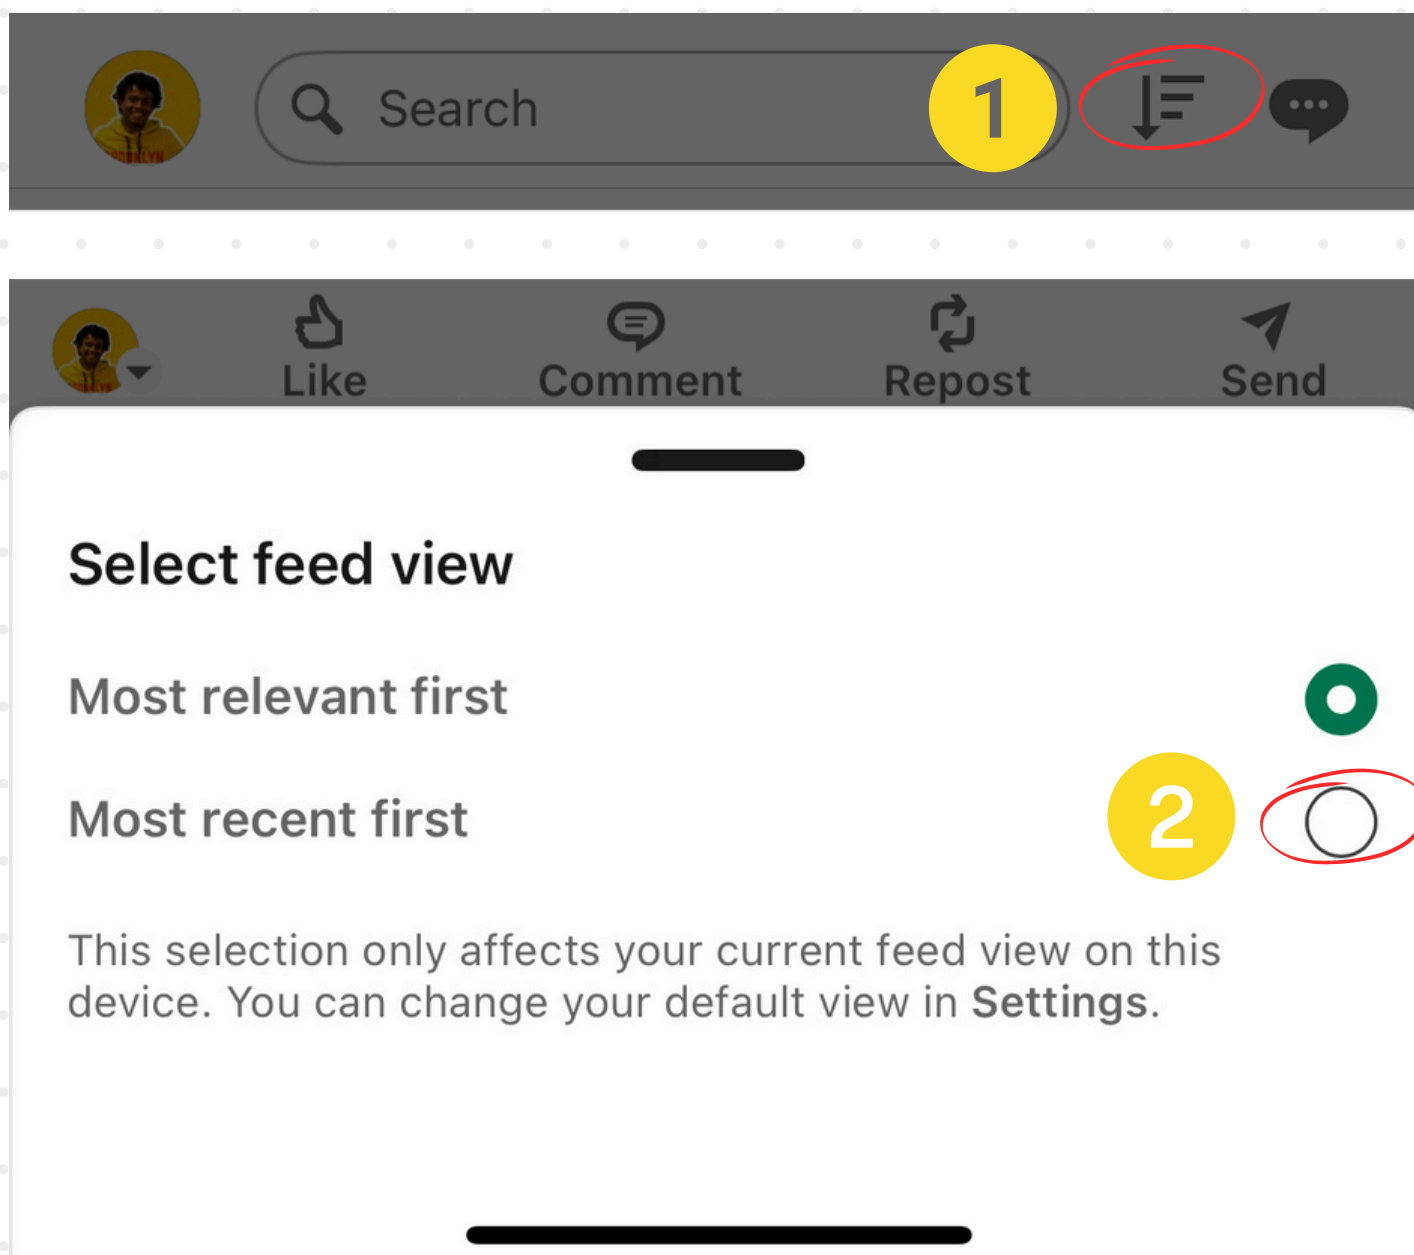 Search
1
Like Comment Repost Send
Select feed view
Most relevant first
Most recent first
2
This selection only affects your current feed view on this
device. You can change your default view in Settings.